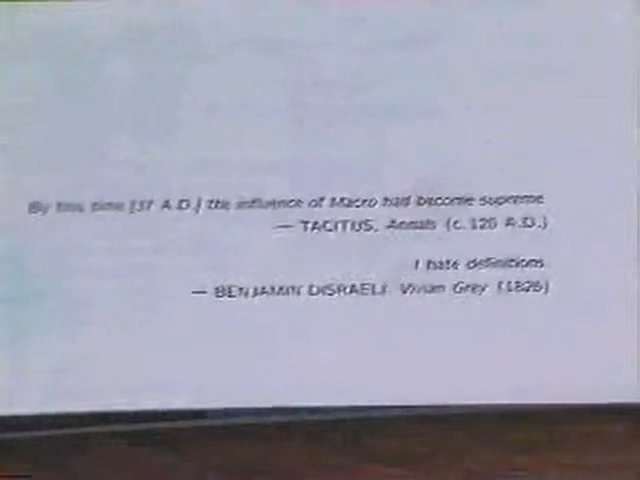 By this time [37 A.D.] the influence of Macro had become supreme
— TACITUS, Annals (c. 120 A.D.)
I hate definitions
— BENJAMIN DISRAELI, Vivian Grey (1826)